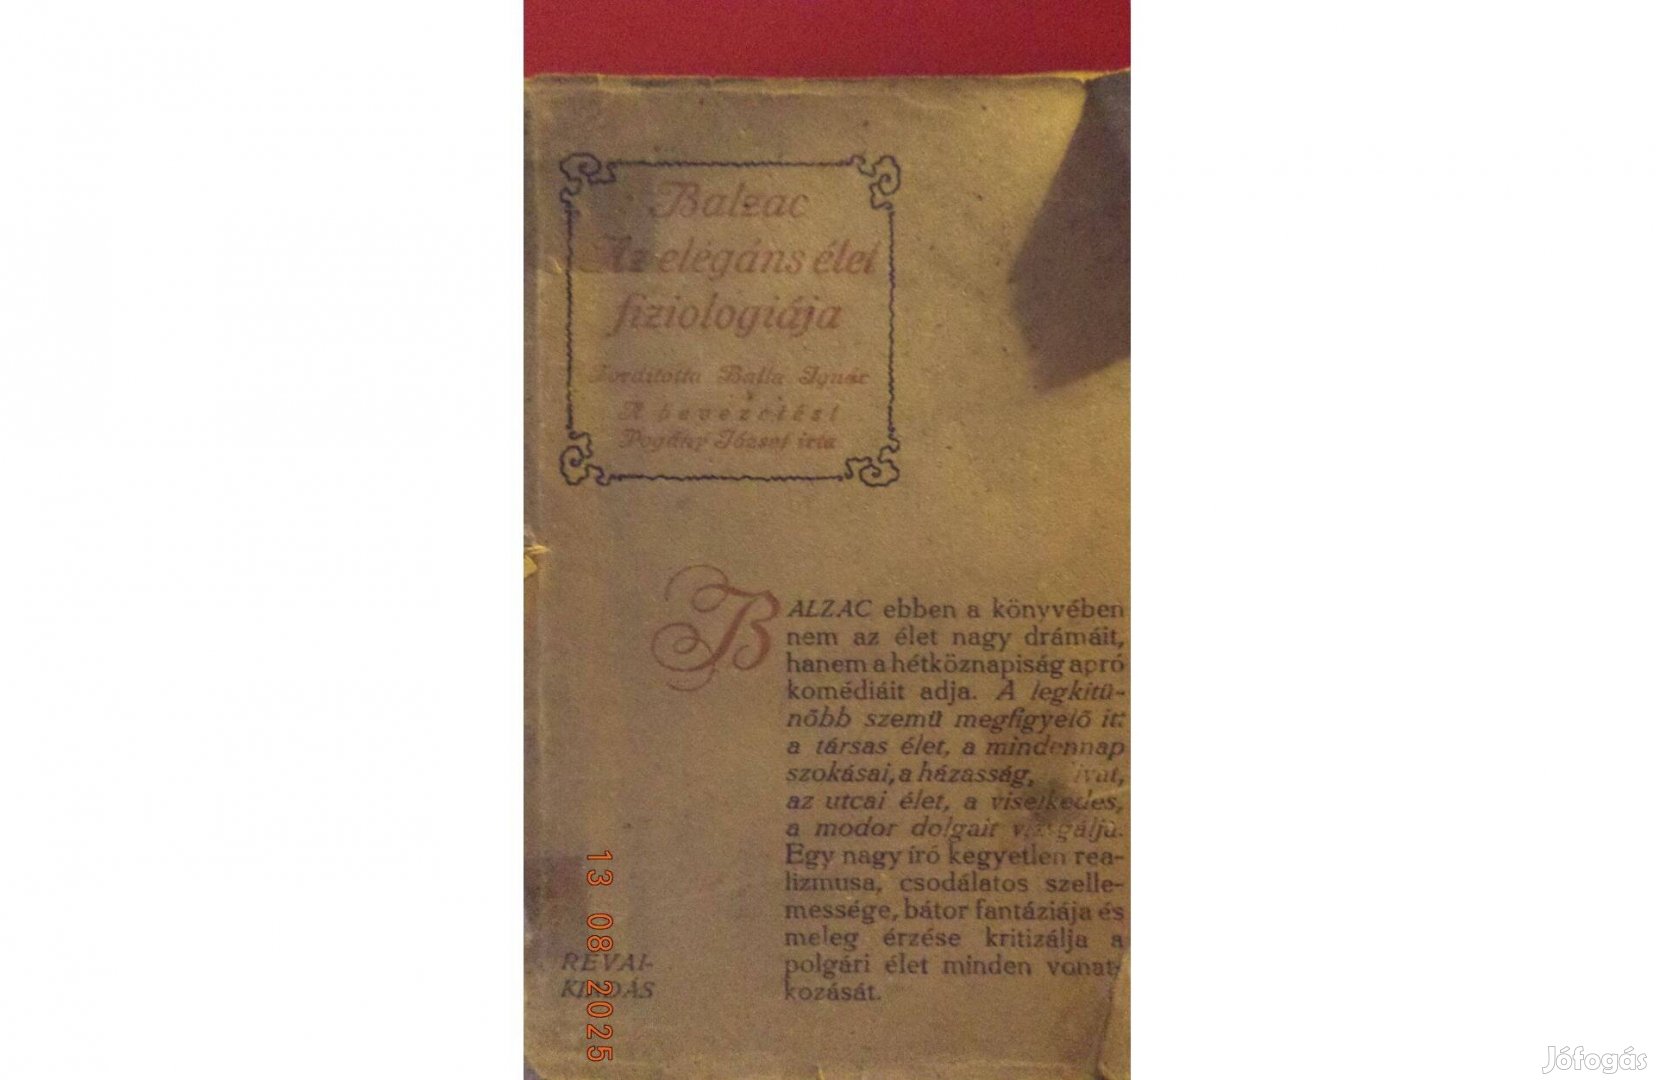 Balzac
Az elegáns élet
fiziologiája
Fordította Balla Ignác
A bevezetést
Pogány József írta
BALZAC ebben a könyvében
nem az élet nagy drámáit,
hanem a hétköznapiság apró
komédiáit adja. A legkitü-
nőbb szemü megfigyelő itt
a társas élet, a mindennap
szokásai, a házasság,
az utcai élet, a viselkedés,
a modor dolgait vizsgálja.
Egy nagy író kegyetlen rea-
lizmusa, csodálatos szelle-
messége, bátor fantáziája és
meleg érzése kritizálja a
polgári élet minden vonat-
kozását.
RÉVAI-
KIADÁS
13 08 2025
Jófogás